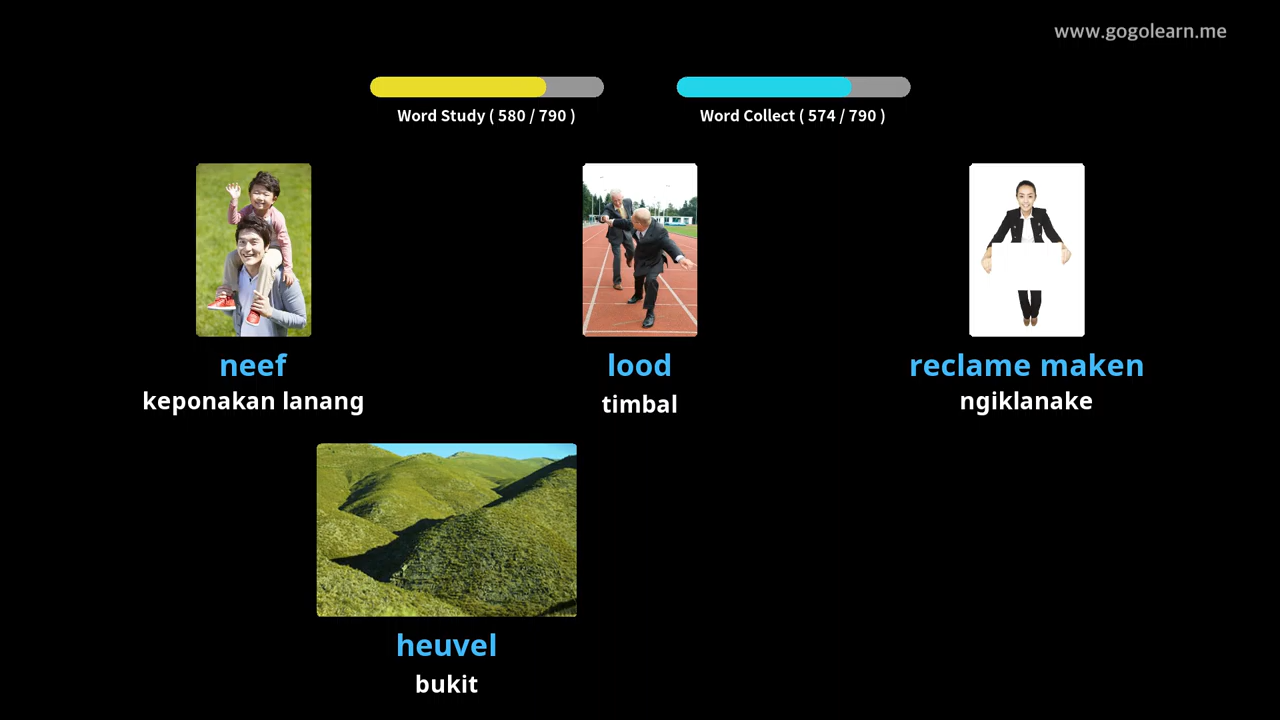 www.gogolearn.me
Word Study ( 580 / 790 )
Word Collect ( 574 / 790 )
neef
keponakan lanang
lood
timbal
reclame maken
ngiklanake
heuvel
bukit